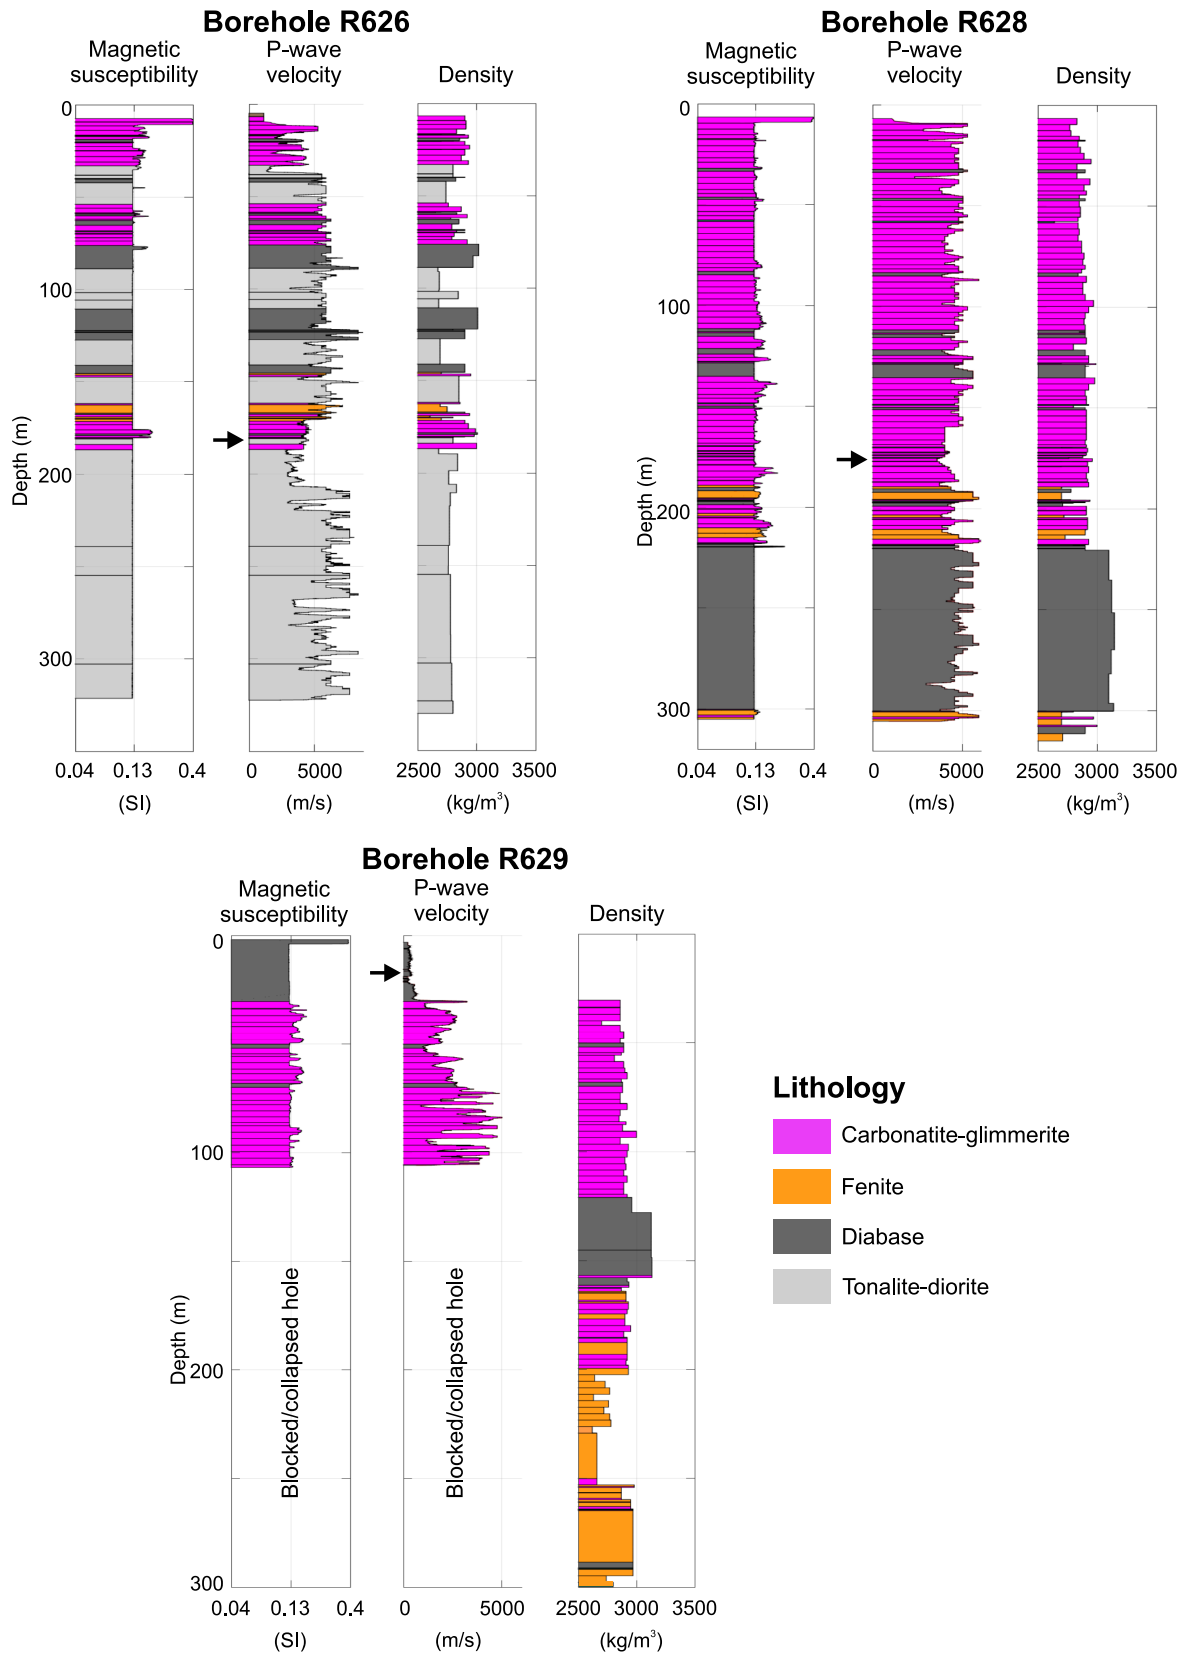 Borehole R626
Magnetic susceptibility
P-wave velocity
Density
0
100
200
300
Depth (m)
0.04 0.13 0.4
(SI)
0 5000
(m/s)
2500 3000 3500
(kg/m³)
Borehole R628
Magnetic susceptibility
P-wave velocity
Density
0
100
200
300
Depth (m)
0.04 0.13 0.4
(SI)
0 5000
(m/s)
2500 3000 3500
(kg/m³)
Borehole R629
Magnetic susceptibility
P-wave velocity
Density
0
100
200
300
Depth (m)
Blocked/collapsed hole
Blocked/collapsed hole
0.04 0.13 0.4
(SI)
0 5000
(m/s)
2500 3000 3500
(kg/m³)
Lithology
Carbonatite-glimmerite
Fenite
Diabase
Tonalite-diorite